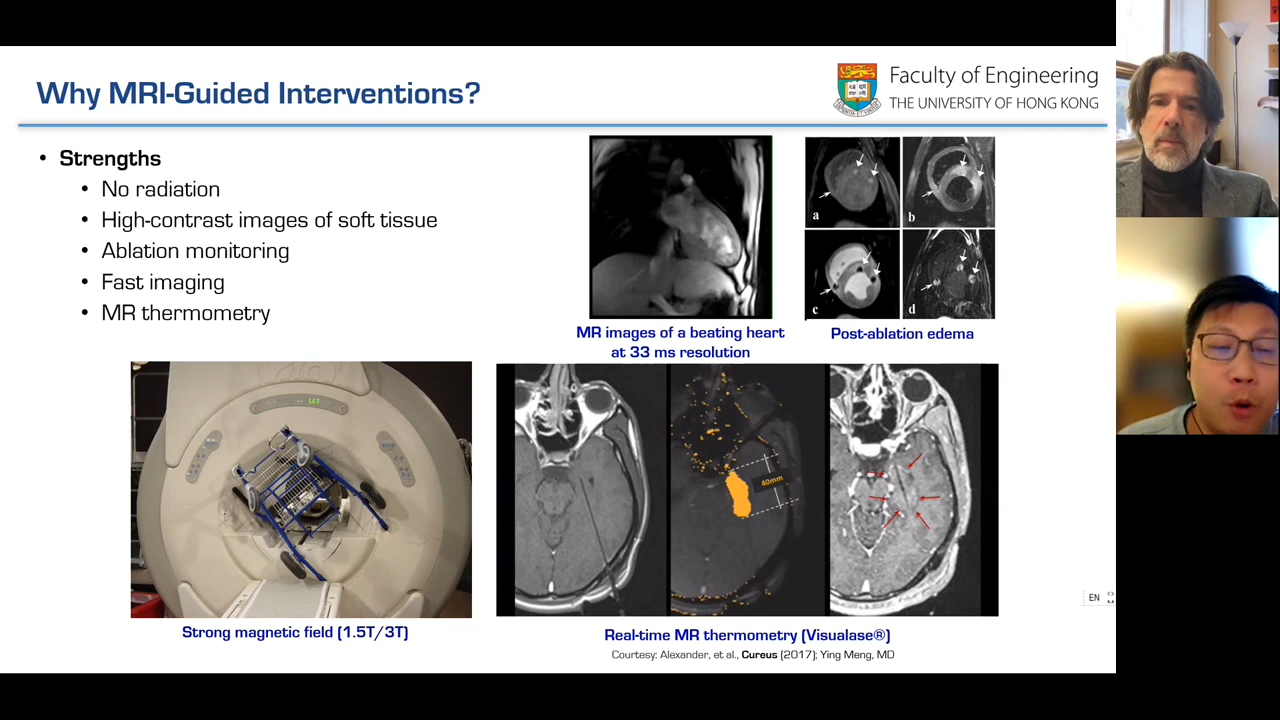 Why MRI-Guided Interventions?
Faculty of Engineering
THE UNIVERSITY OF HONG KONG
• Strengths
• No radiation
• High-contrast images of soft tissue
• Ablation monitoring
• Fast imaging
• MR thermometry
a
b
c
d
MR images of a beating heart
at 33 ms resolution
Post-ablation edema
40mm
Strong magnetic field (1.5T/3T)
Real-time MR thermometry (Visualase®)
Courtesy: Alexander, et al., Cureus (2017); Ying Meng, MD
EN